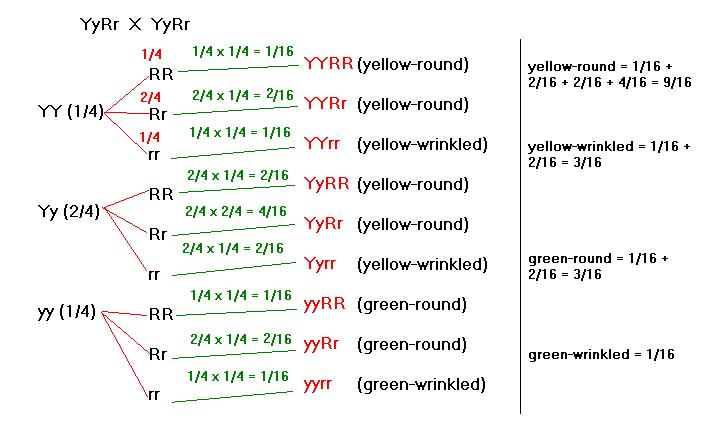 YyRr X YyRr
1/4
RR
1/4 x 1/4 = 1/16
YYRR (yellow-round)
YY (1/4)
2/4
Rr
2/4 x 1/4 = 2/16
YYRr (yellow-round)
1/4
rr
1/4 x 1/4 = 1/16
YYrr (yellow-wrinkled)
Yy (2/4)
RR
2/4 x 1/4 = 2/16
YyRR (yellow-round)
Rr
2/4 x 2/4 = 4/16
YyRr (yellow-round)
rr
2/4 x 1/4 = 2/16
Yyrr (yellow-wrinkled)
yy (1/4)
RR
1/4 x 1/4 = 1/16
yyRR (green-round)
Rr
2/4 x 1/4 = 2/16
yyRr (green-round)
rr
1/4 x 1/4 = 1/16
yyrr (green-wrinkled)
yellow-round = 1/16 +
2/16 + 2/16 + 4/16 = 9/16
yellow-wrinkled = 1/16 +
2/16 = 3/16
green-round = 1/16 +
2/16 = 3/16
green-wrinkled = 1/16